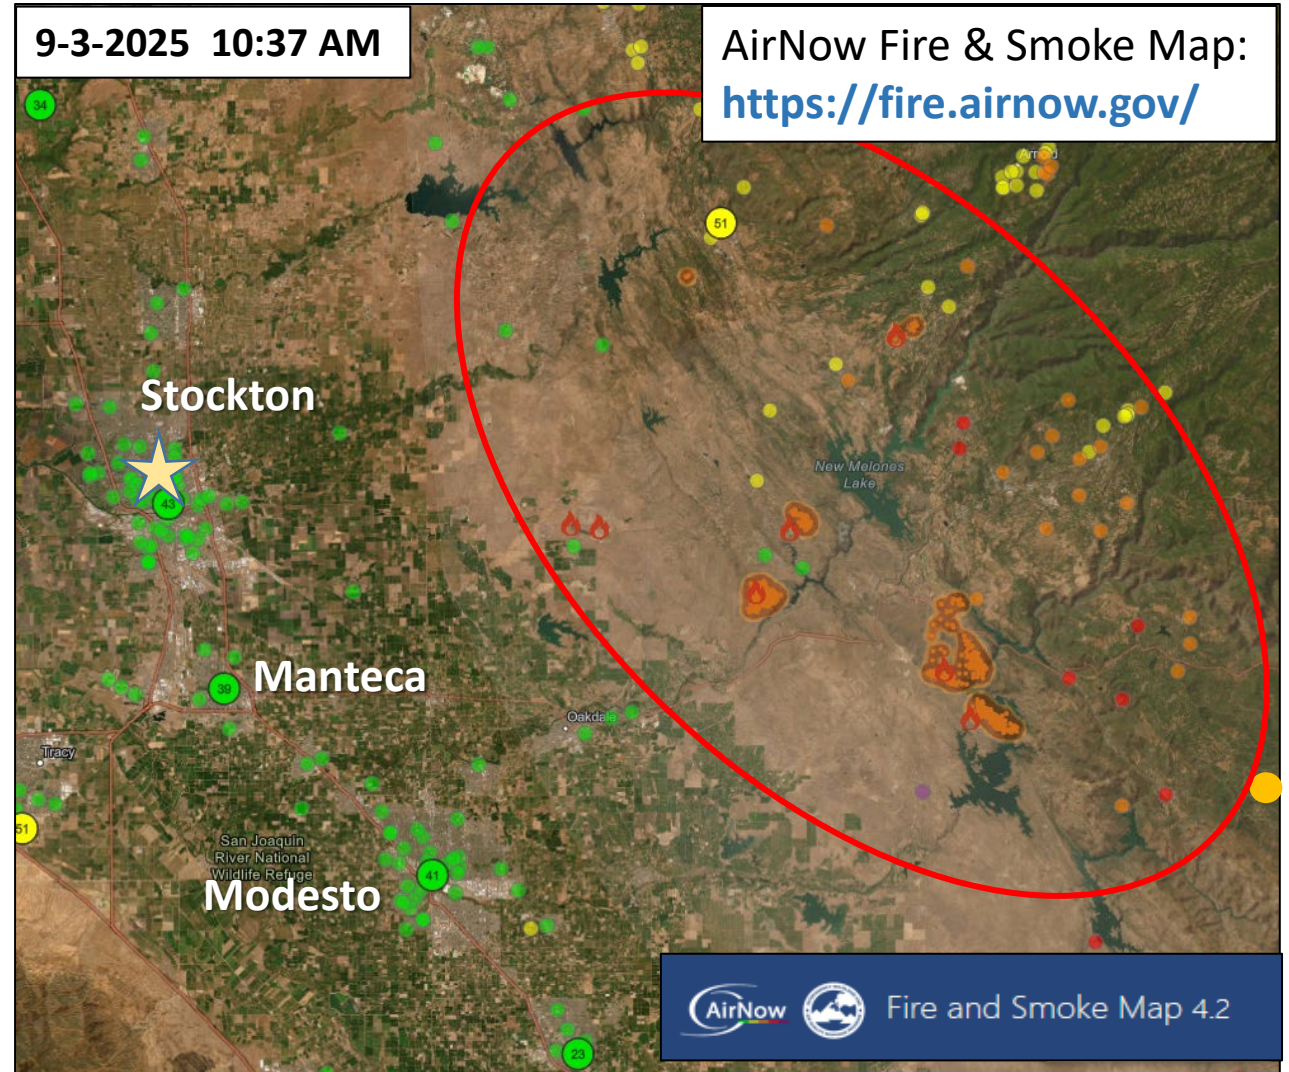 9-3-2025 10:37 AM
AirNow Fire & Smoke Map:
https://fire.airnow.gov/
34
Arnold
51
Stockton
New Melones
Lake
43
Manteca
39
Oakdale
Tracy
51
San Joaquin
River National
Wildlife Refuge
41
Modesto
AirNow
Fire and Smoke Map 4.2
23